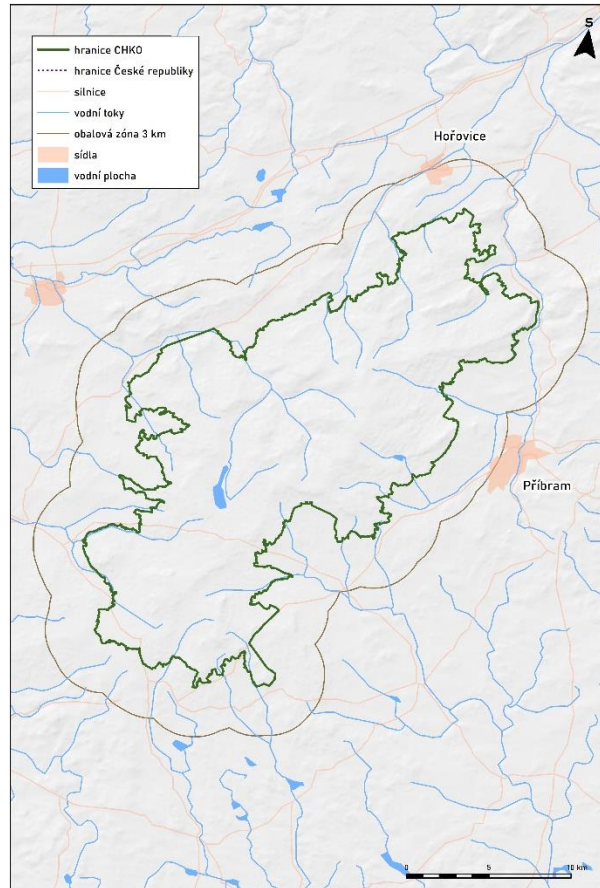 S
hranice CHKO
hranice České republiky
silnice
vodní toky
obalová zóna 3 km
sídla
vodní plocha
Hořovice
Příbram
0 5 10 km